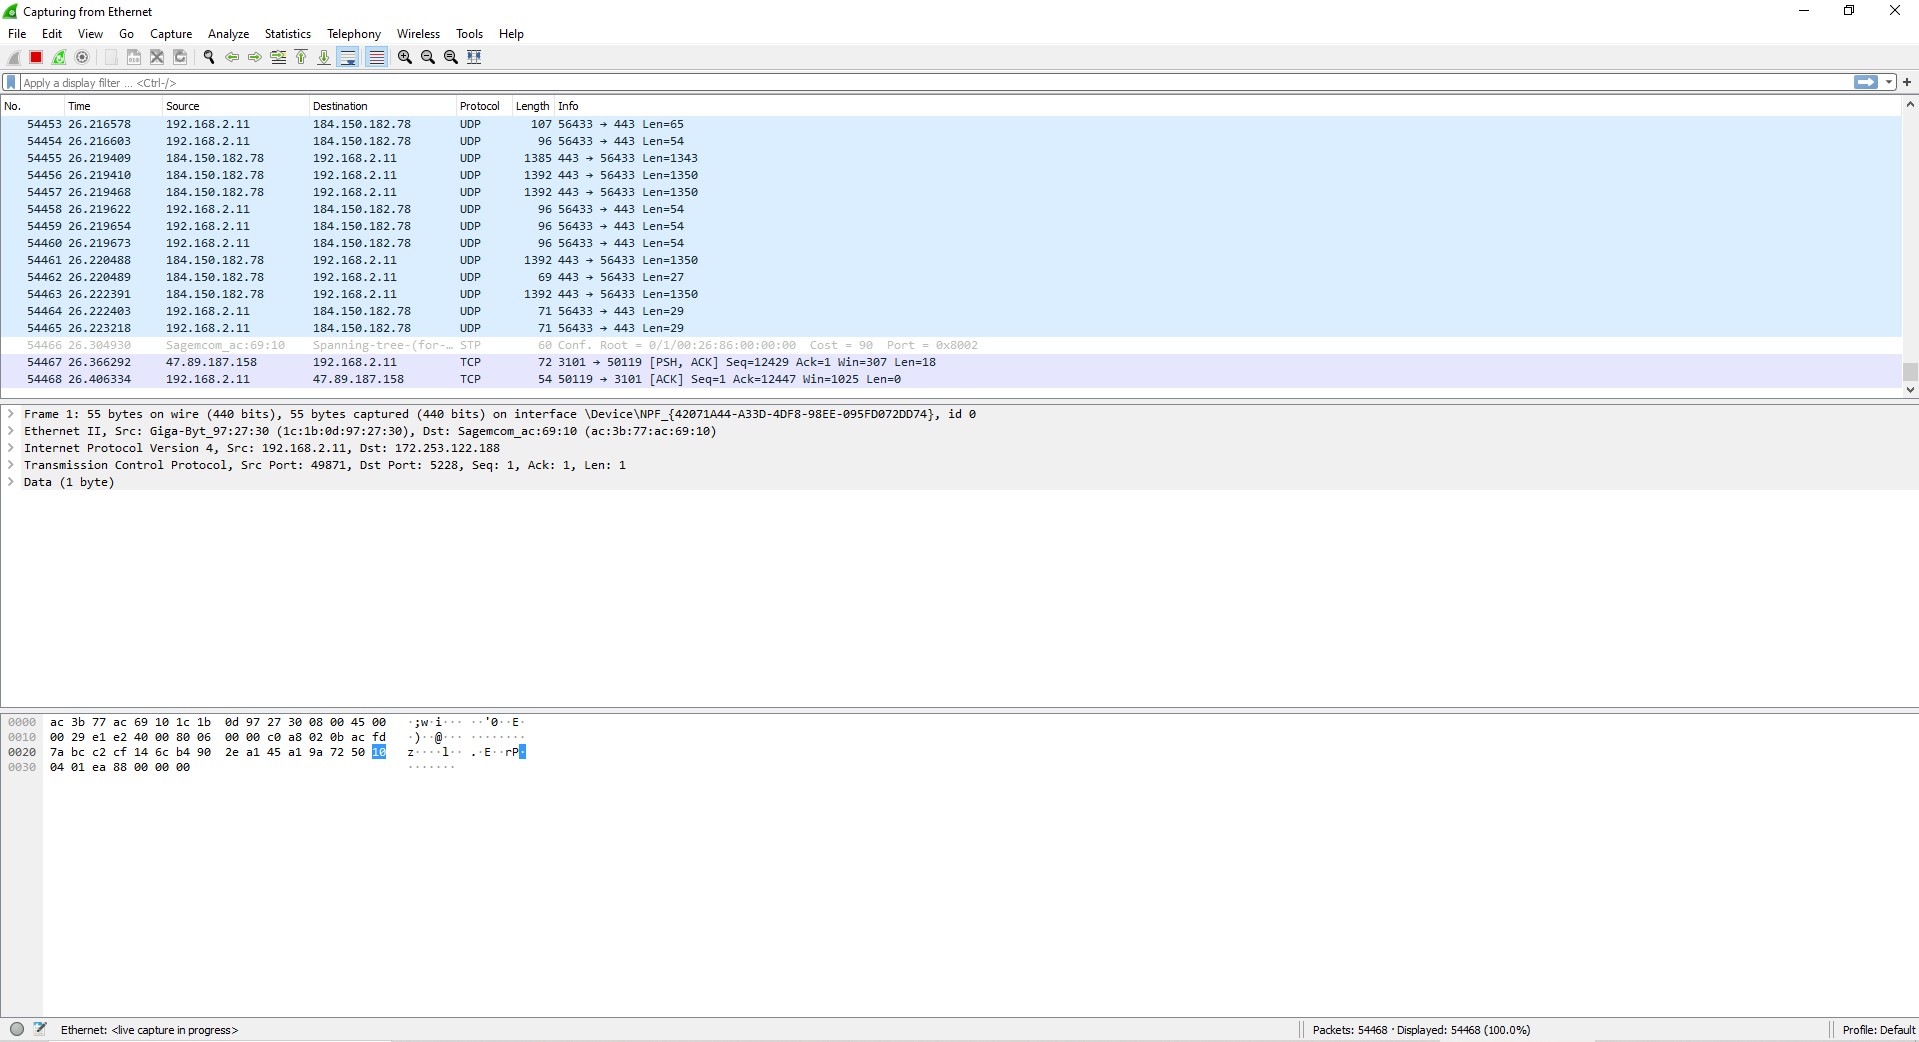 Capturing from Ethernet
File Edit View Go Capture Analyze Statistics Telephony Wireless Tools Help
Apply a display filter ... <Ctrl-/>
No. Time Source Destination Protocol Length Info
54453 26.216578 192.168.2.11 184.150.182.78 UDP 107 56433 → 443 Len=65
54454 26.216603 192.168.2.11 184.150.182.78 UDP 96 56433 → 443 Len=54
54455 26.219409 184.150.182.78 192.168.2.11 UDP 1385 443 → 56433 Len=1343
54456 26.219410 184.150.182.78 192.168.2.11 UDP 1392 443 → 56433 Len=1350
54457 26.219468 184.150.182.78 192.168.2.11 UDP 1392 443 → 56433 Len=1350
54458 26.219622 192.168.2.11 184.150.182.78 UDP 96 56433 → 443 Len=54
54459 26.219654 192.168.2.11 184.150.182.78 UDP 96 56433 → 443 Len=54
54460 26.219673 192.168.2.11 184.150.182.78 UDP 96 56433 → 443 Len=54
54461 26.220488 184.150.182.78 192.168.2.11 UDP 1392 443 → 56433 Len=1350
54462 26.220489 184.150.182.78 192.168.2.11 UDP 69 443 → 56433 Len=27
54463 26.222391 184.150.182.78 192.168.2.11 UDP 1392 443 → 56433 Len=1350
54464 26.222403 192.168.2.11 184.150.182.78 UDP 71 56433 → 443 Len=29
54465 26.223218 192.168.2.11 184.150.182.78 UDP 71 56433 → 443 Len=29
54466 26.304930 Sagemcom_ac:69:10 Spanning-tree-(for-… STP 60 Conf. Root = 0/1/00:26:86:00:00:00 Cost = 90 Port = 0x8002
54467 26.366292 47.89.187.158 192.168.2.11 TCP 72 3101 → 50119 [PSH, ACK] Seq=12429 Ack=1 Win=307 Len=18
54468 26.406334 192.168.2.11 47.89.187.158 TCP 54 50119 → 3101 [ACK] Seq=1 Ack=12447 Win=1025 Len=0
Frame 1: 55 bytes on wire (440 bits), 55 bytes captured (440 bits) on interface \Device\NPF_{42071A44-A33D-4DF8-98EE-095FD072DD74}, id 0
Ethernet II, Src: Giga-Byt_97:27:30 (1c:1b:0d:97:27:30), Dst: Sagemcom_ac:69:10 (ac:3b:77:ac:69:10)
Internet Protocol Version 4, Src: 192.168.2.11, Dst: 172.253.122.188
Transmission Control Protocol, Src Port: 49871, Dst Port: 5228, Seq: 1, Ack: 1, Len: 1
Data (1 byte)
0000 ac 3b 77 ac 69 10 1c 1b 0d 97 27 30 08 00 45 00 ·;w·i··· ··'0··E·
0010 00 29 e1 e2 40 00 80 06 00 00 c0 a8 02 0b ac fd ·)··@··· ········
0020 7a bc c2 cf 14 6c b4 90 2e a1 45 a1 9a 72 50 10 z····l·· .·E··rP·
0030 04 01 ea 88 00 00 00 ·······
Ethernet: <live capture in progress>
Packets: 54468 · Displayed: 54468 (100.0%)
Profile: Default